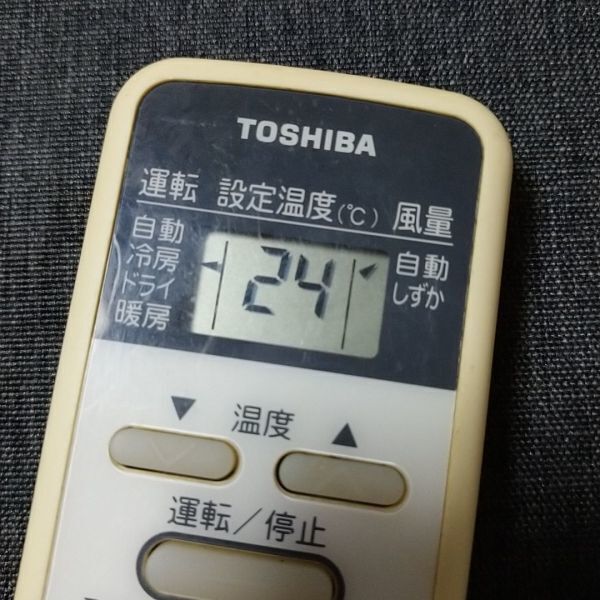 TOSHIBA
運転 設定温度(℃) 風量
自動
冷房
ドライ
暖房
24
自動
しずか
▼ 温度 ▲
運転/停止